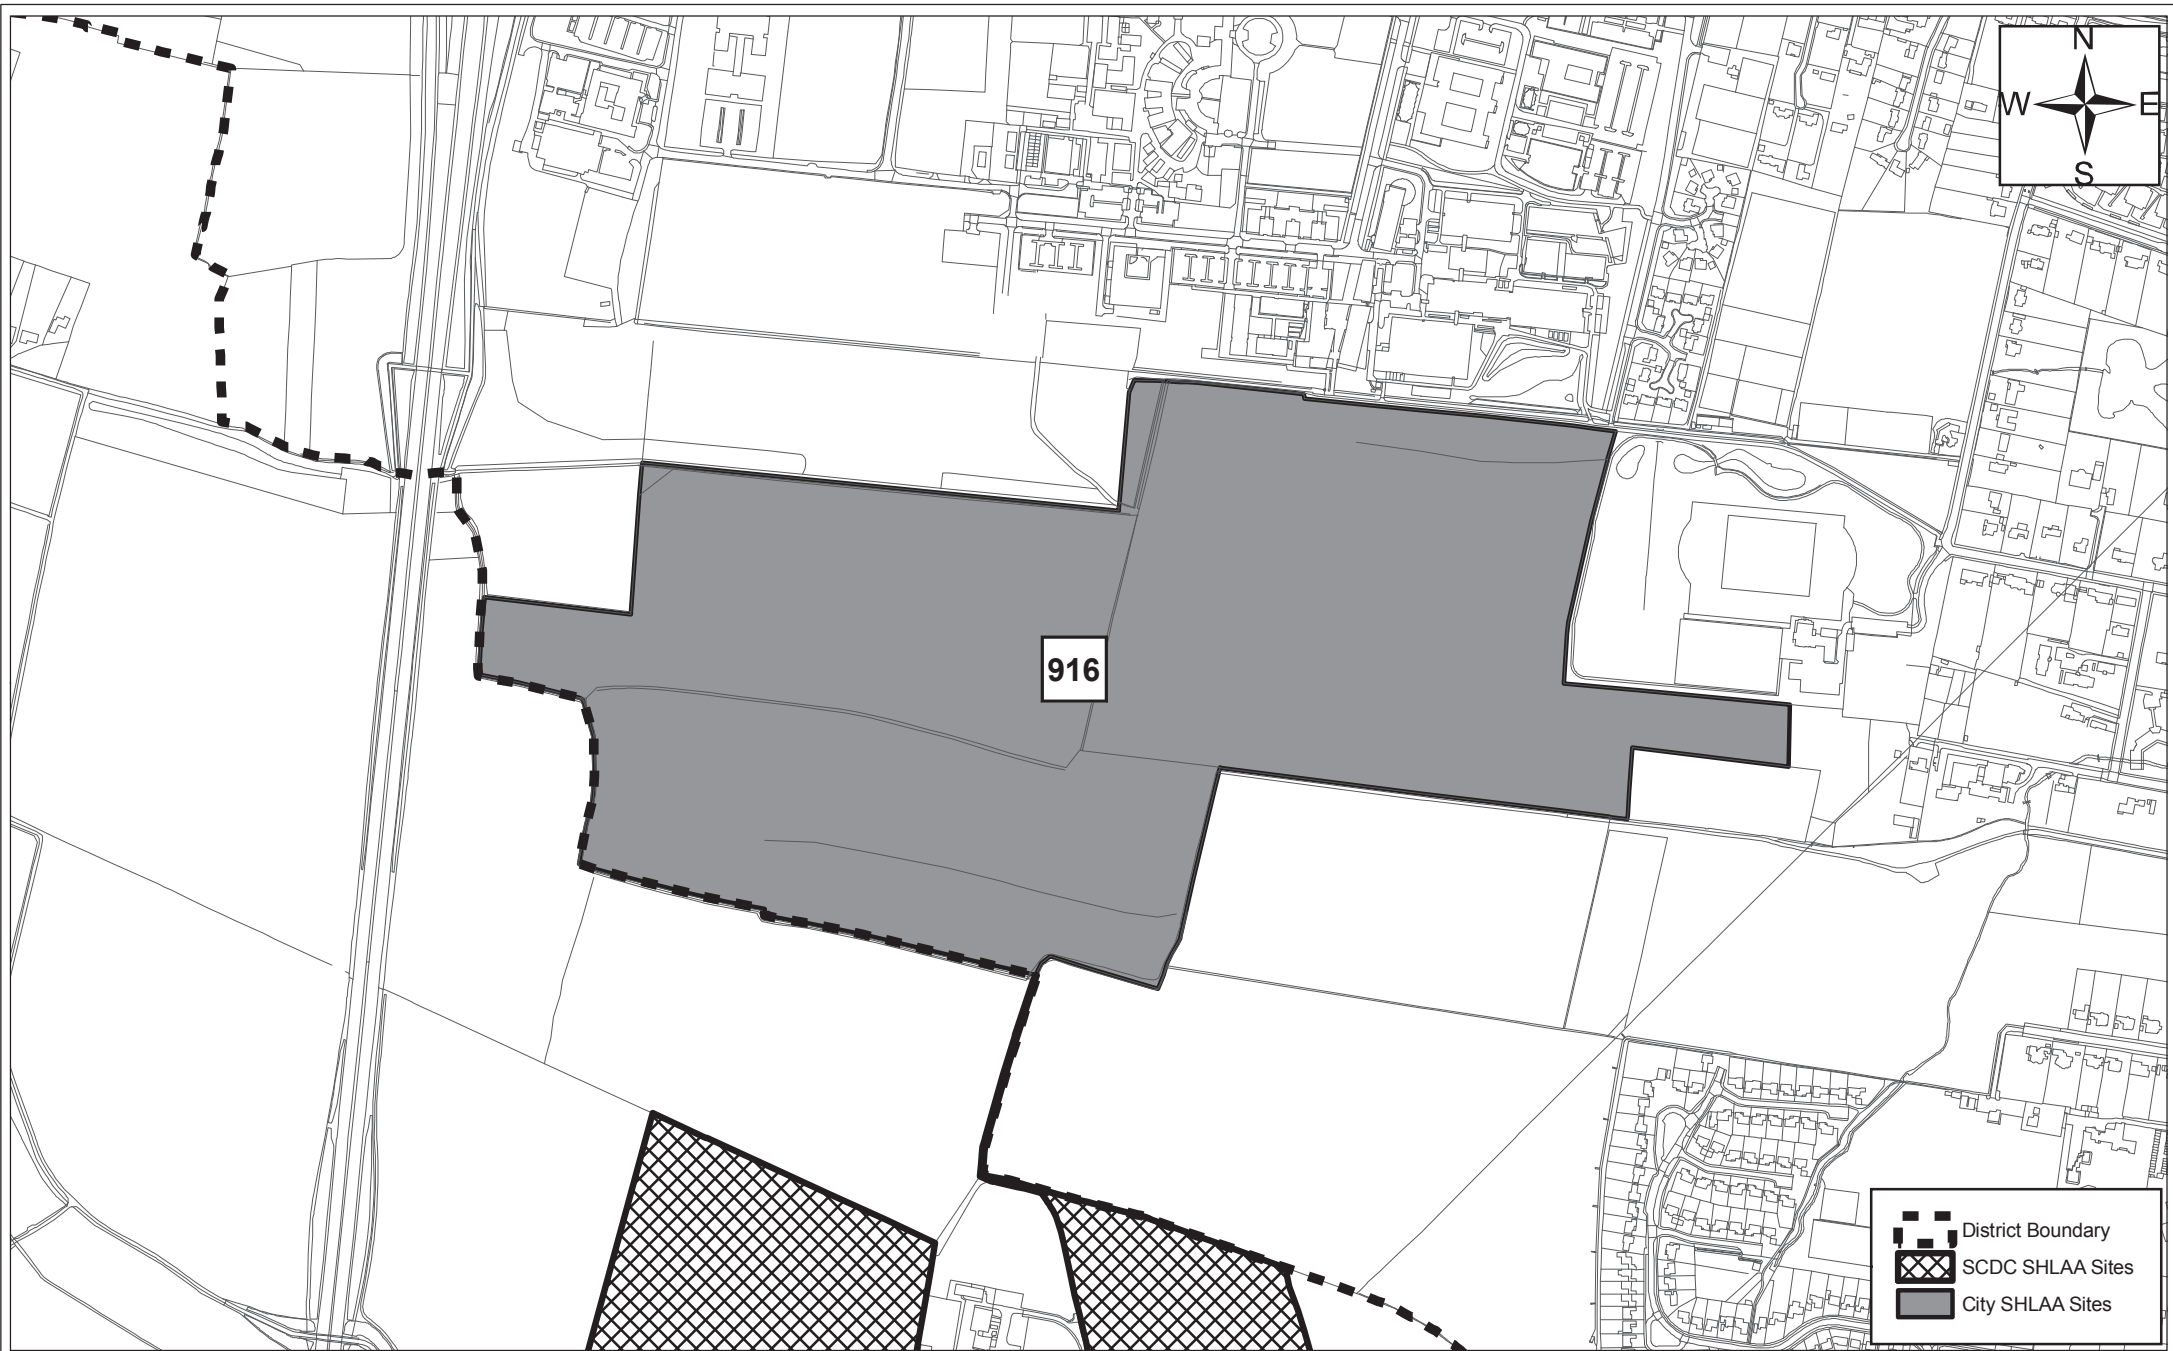 N
W E
S
916
District Boundary
SCDC SHLAA Sites
City SHLAA Sites